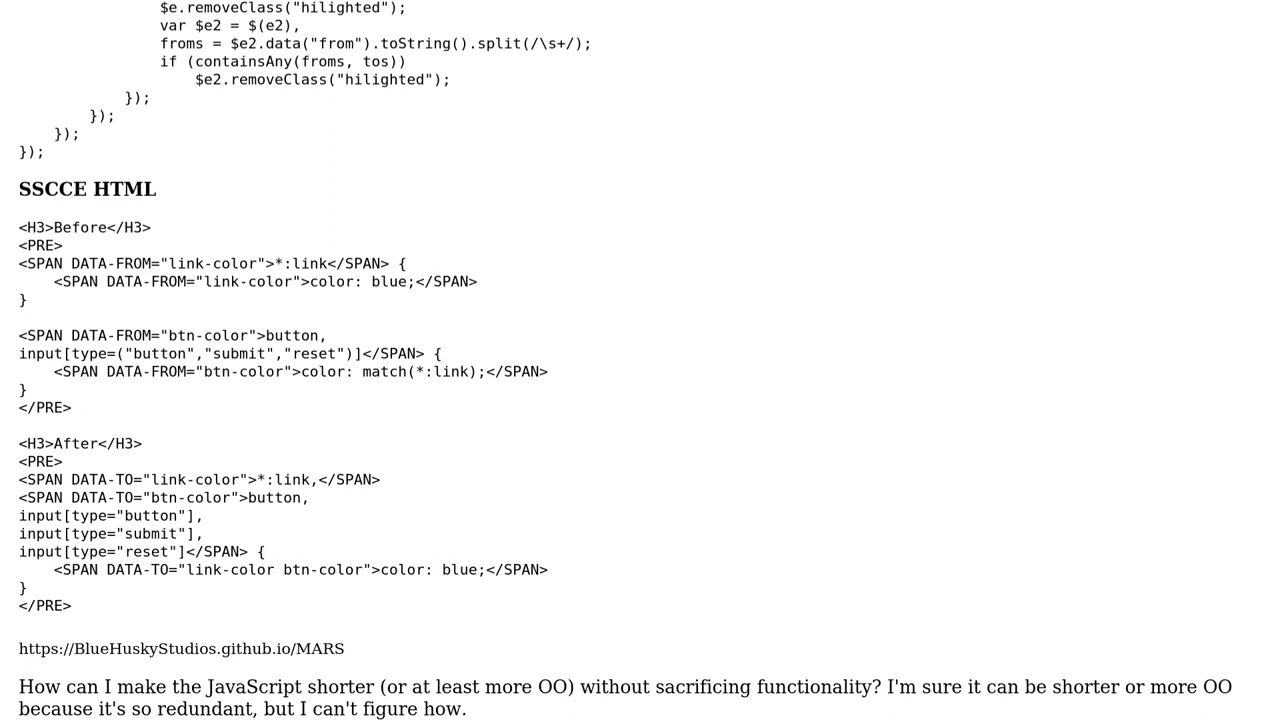 $e.removeClass("hilighted");
var $e2 = $(e2),
froms = $e2.data("from").toString().split(/\s+/);
if (containsAny(froms, tos))
$e2.removeClass("hilighted");
});
});
});
});
SSCCE HTML
<H3>Before</H3>
<PRE>
<SPAN DATA-FROM="link-color">*:link</SPAN> {
<SPAN DATA-FROM="link-color">color: blue;</SPAN>
}
<SPAN DATA-FROM="btn-color">button,
input[type=("button","submit","reset")]</SPAN> {
<SPAN DATA-FROM="btn-color">color: match(*:link);</SPAN>
}
</PRE>
<H3>After</H3>
<PRE>
<SPAN DATA-TO="link-color">*:link,</SPAN>
<SPAN DATA-TO="btn-color">button,
input[type="button"],
input[type="submit"],
input[type="reset"]</SPAN> {
<SPAN DATA-TO="link-color btn-color">color: blue;</SPAN>
}
</PRE>
https://BlueHuskyStudios.github.io/MARS
How can I make the JavaScript shorter (or at least more OO) without sacrificing functionality? I'm sure it can be shorter or more OO
because it's so redundant, but I can't figure how.